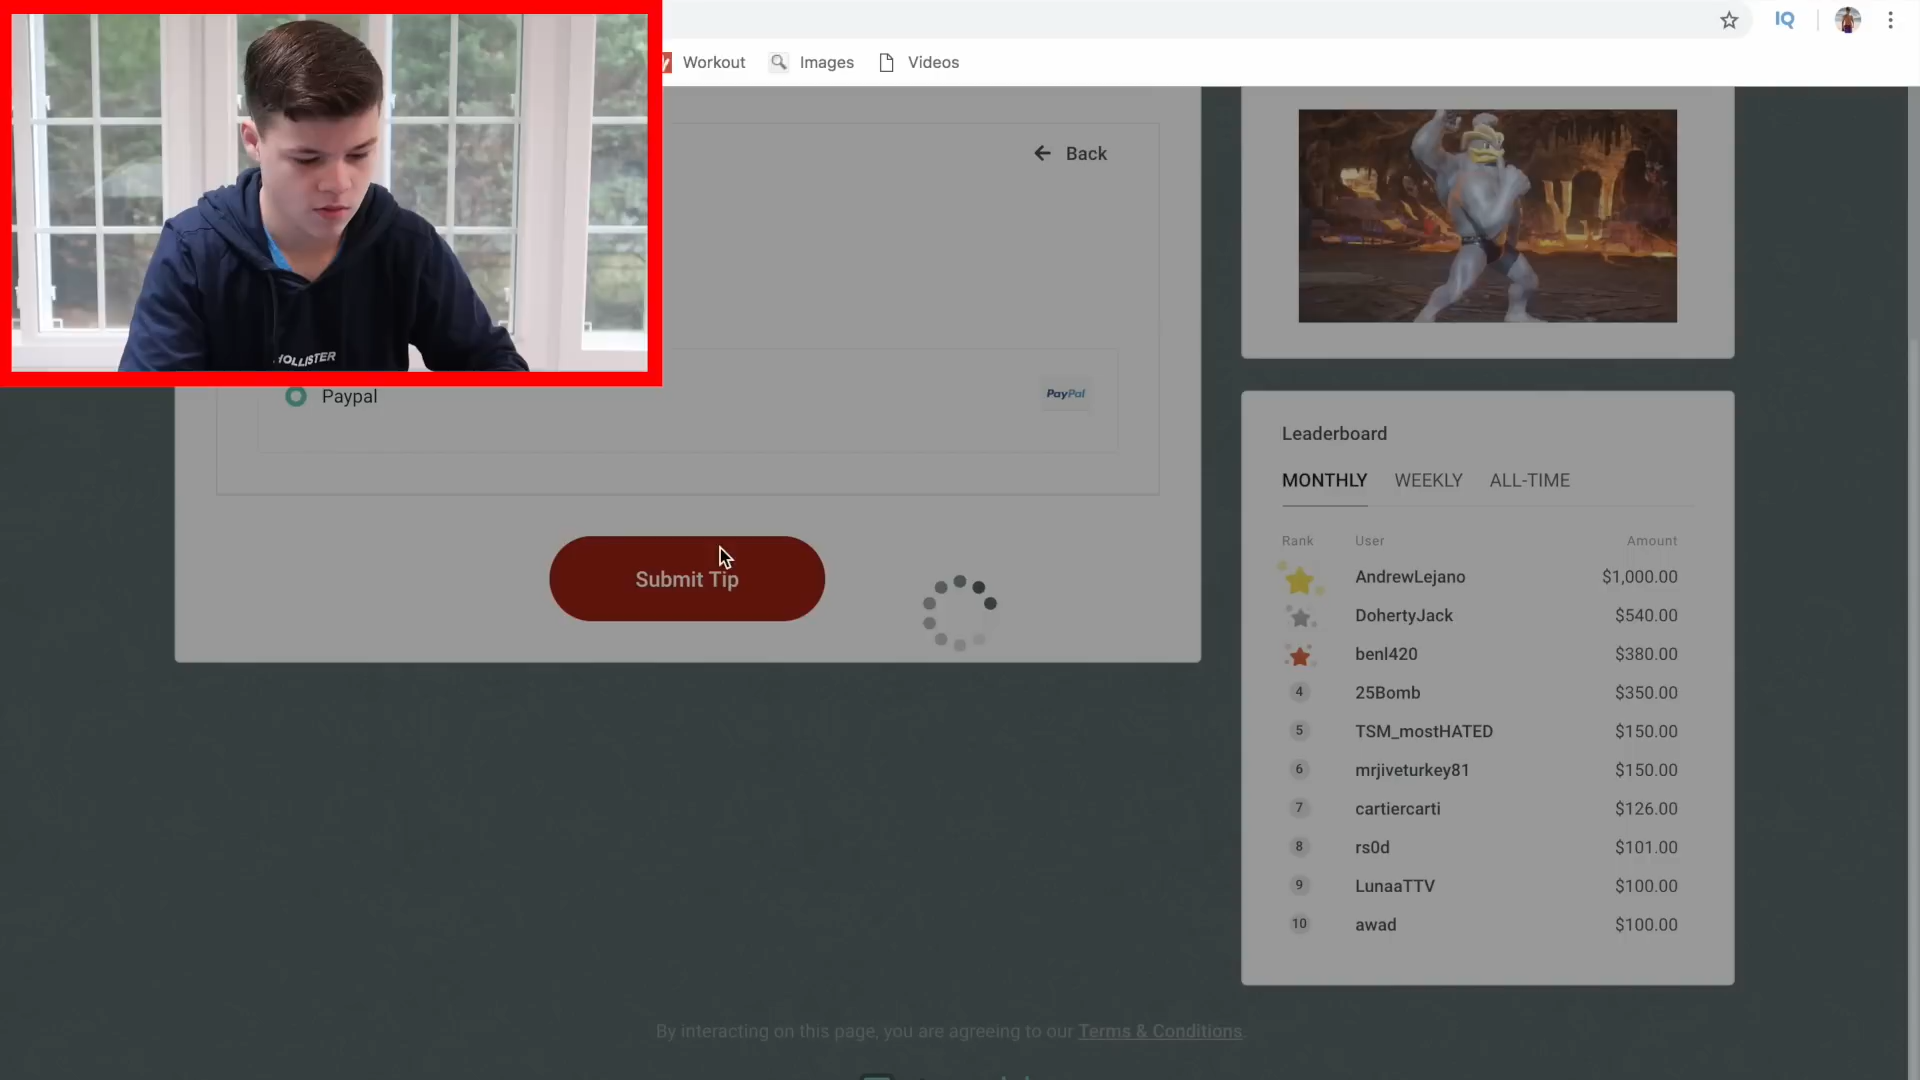 IQ
Workout
Images
Videos
Back
HOLLISTER
Paypal
PayPal
Submit Tip
Leaderboard
MONTHLY WEEKLY ALL-TIME
Rank User Amount
AndrewLejano $1,000.00
DohertyJack $540.00
benl420 $380.00
4 25Bomb $350.00
5 TSM_mostHATED $150.00
6 mrjiveturkey81 $150.00
7 cartiercarti $126.00
8 rs0d $101.00
9 LunaaTTV $100.00
10 awad $100.00
By interacting on this page, you are agreeing to our Terms & Conditions.